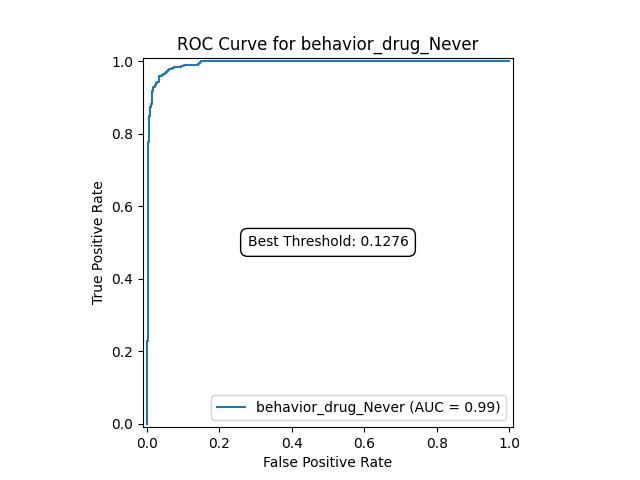 ROC Curve for behavior_drug_Never
True Positive Rate
1.0
0.8
0.6
0.4
0.2
0.0
Best Threshold: 0.1276
behavior_drug_Never (AUC = 0.99)
0.0 0.2 0.4 0.6 0.8 1.0
False Positive Rate